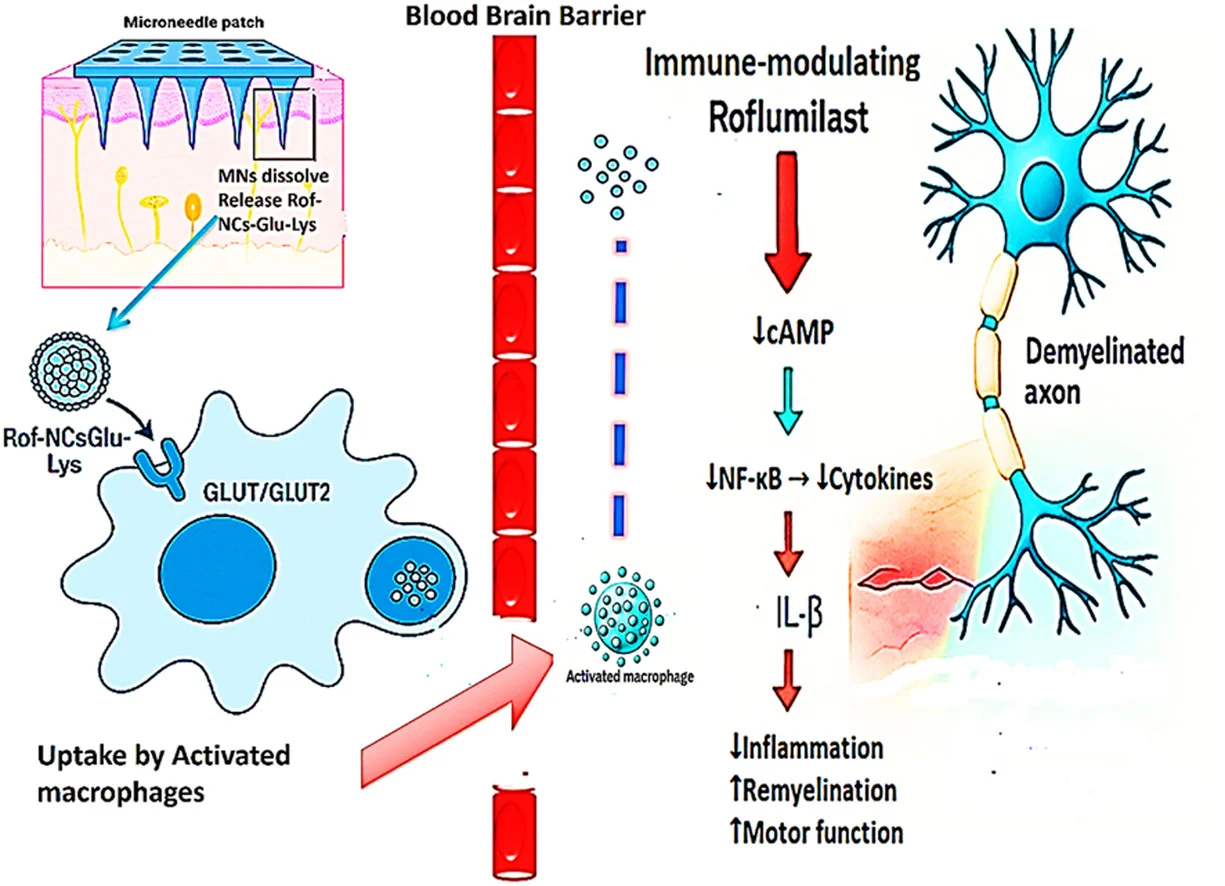 Microneedle patch
MNs dissolve
Release Rof-
NCs-Glu-Lys
Rof-NCsGlu-
Lys
GLUT/GLUT2
Uptake by Activated
macrophages
Blood Brain Barrier
Activated macrophage
Immune-modulating
Roflumilast
↓cAMP
↓NF-κB → ↓Cytokines
IL-β
↓Inflammation
↑Remyelination
↑Motor function
Demyelinated
axon